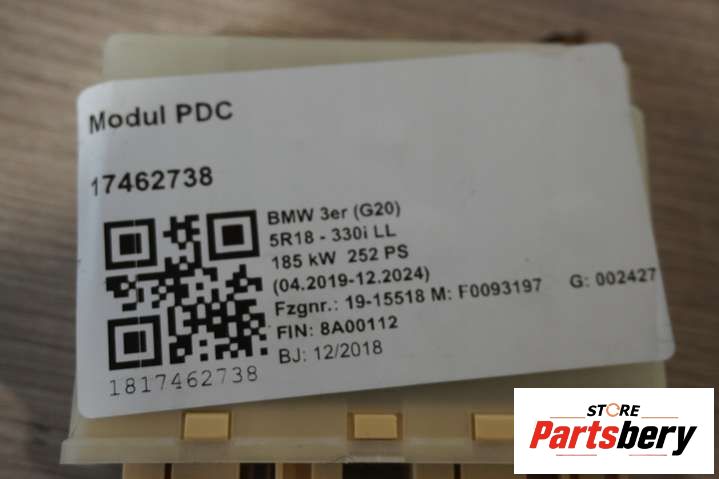 Modul PDC
17462738
BMW 3er (G20)
5R18 - 330i LL
185 kW 252 PS
(04.2019-12.2024)
Fzgnr.: 19-15518 M: F0093197 G: 002427
FIN: 8A00112
BJ: 12/2018
1817462738
STORE
Partsbery